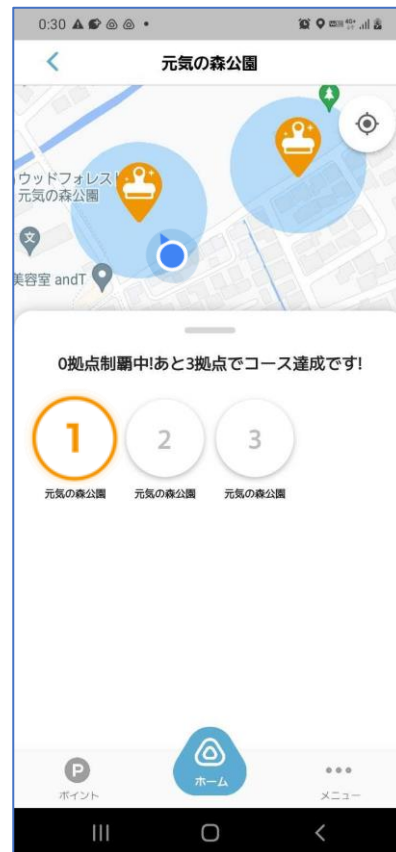 0:30
元気の森公園
ウッドフォレスト
元気の森公園
文
美容室 andT
0拠点制覇中!あと3拠点でコース達成です!
1
2
3
元気の森公園
元気の森公園
元気の森公園
P
ポイント
ホーム
メニュー